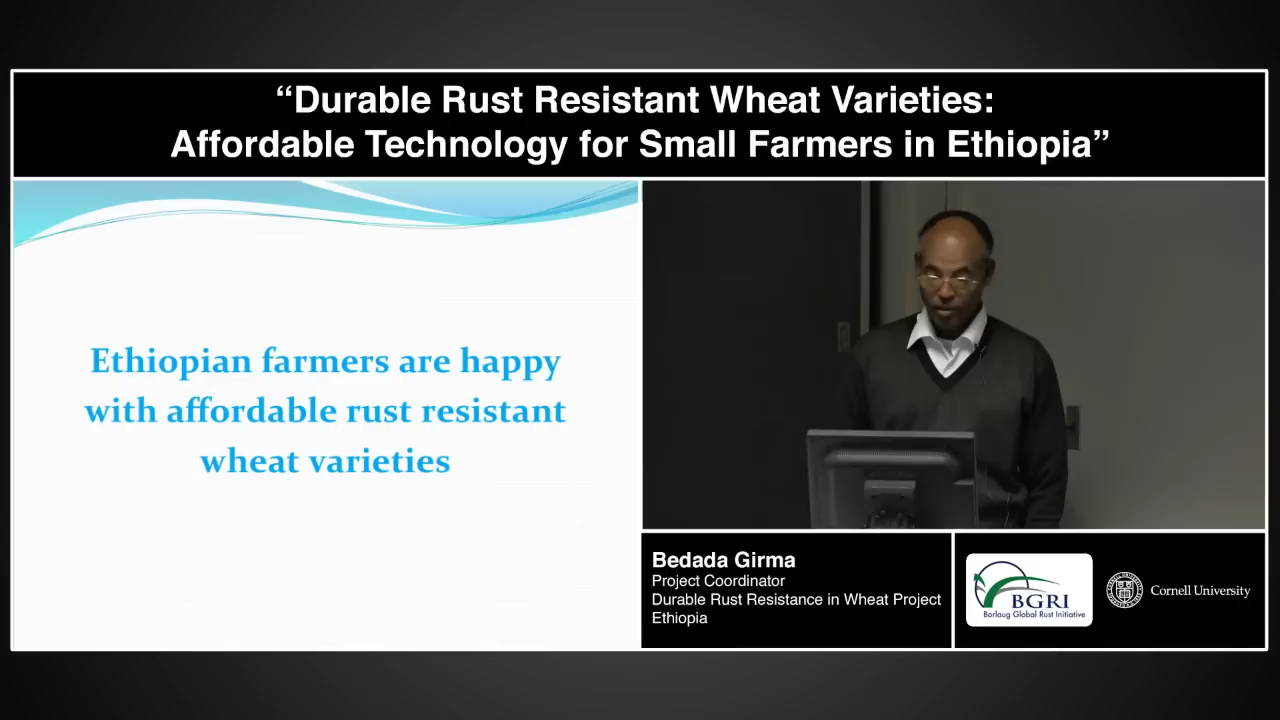 “Durable Rust Resistant Wheat Varieties:
Affordable Technology for Small Farmers in Ethiopia”
Ethiopian farmers are happy
with affordable rust resistant
wheat varieties
Bedada Girma
Project Coordinator
Durable Rust Resistance in Wheat Project
Ethiopia
BGRI
Borlaug Global Rust Initiative
Cornell University